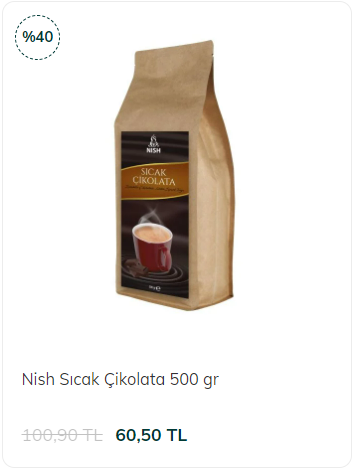 %40
NISH
SICAK
ÇİKOLATA
Nish Sıcak Çikolata 500 gr
100,90 TL 60,50 TL